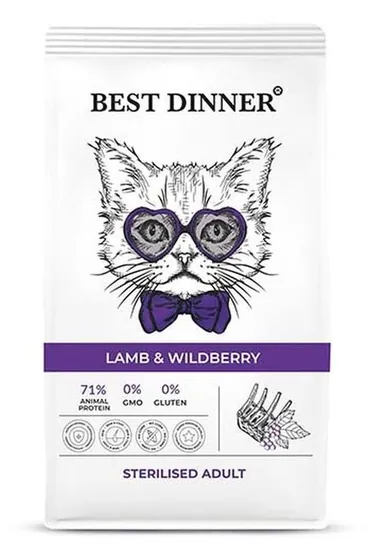 BEST DINNER®
LAMB & WILDBERRY
71% 0% 0%
ANIMAL PROTEIN GMO GLUTEN
STERILISED ADULT